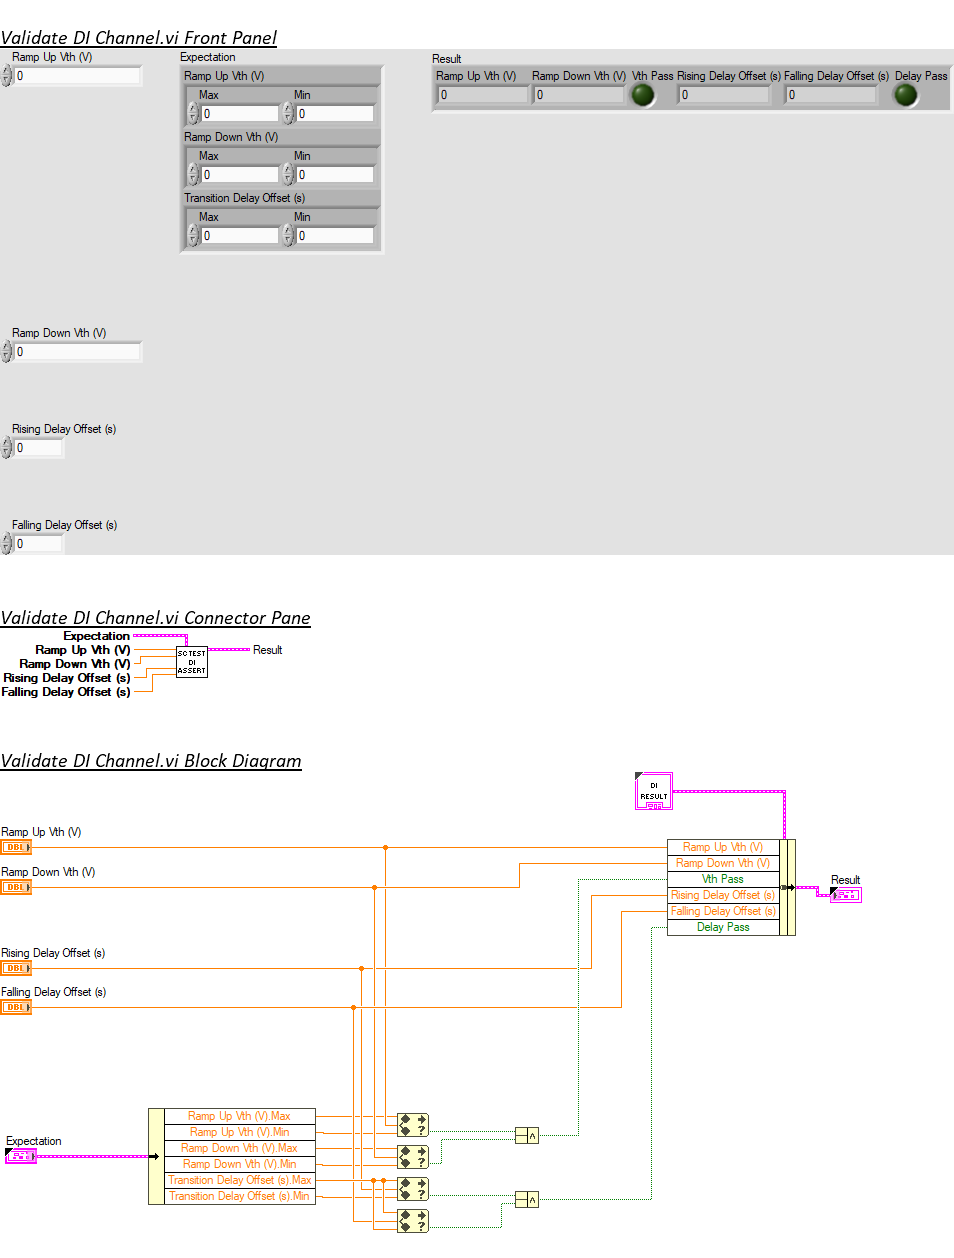 Validate DI Channel.vi Front Panel
Ramp Up Vth (V)
0
Expectation
Ramp Up Vth (V)
Max Min
0 0
Ramp Down Vth (V)
Max Min
0 0
Transition Delay Offset (s)
Max Min
0 0
Result
Ramp Up Vth (V) Ramp Down Vth (V) Vth Pass Rising Delay Offset (s) Falling Delay Offset (s) Delay Pass
0 0 0 0
Ramp Down Vth (V)
0
Rising Delay Offset (s)
0
Falling Delay Offset (s)
0
Validate DI Channel.vi Connector Pane
Expectation
Ramp Up Vth (V)
Ramp Down Vth (V)
Rising Delay Offset (s)
Falling Delay Offset (s)
SC TEST
DI
ASSERT
Result
Validate DI Channel.vi Block Diagram
DI
RESULT
Ramp Up Vth (V)
DBL
Ramp Down Vth (V)
DBL
Rising Delay Offset (s)
DBL
Falling Delay Offset (s)
DBL
Ramp Up Vth (V)
Ramp Down Vth (V)
Vth Pass
Rising Delay Offset (s)
Falling Delay Offset (s)
Delay Pass
Result
Expectation
Ramp Up Vth (V).Max
Ramp Up Vth (V).Min
Ramp Down Vth (V).Max
Ramp Down Vth (V).Min
Transition Delay Offset (s).Max
Transition Delay Offset (s).Min
?
?
?
?